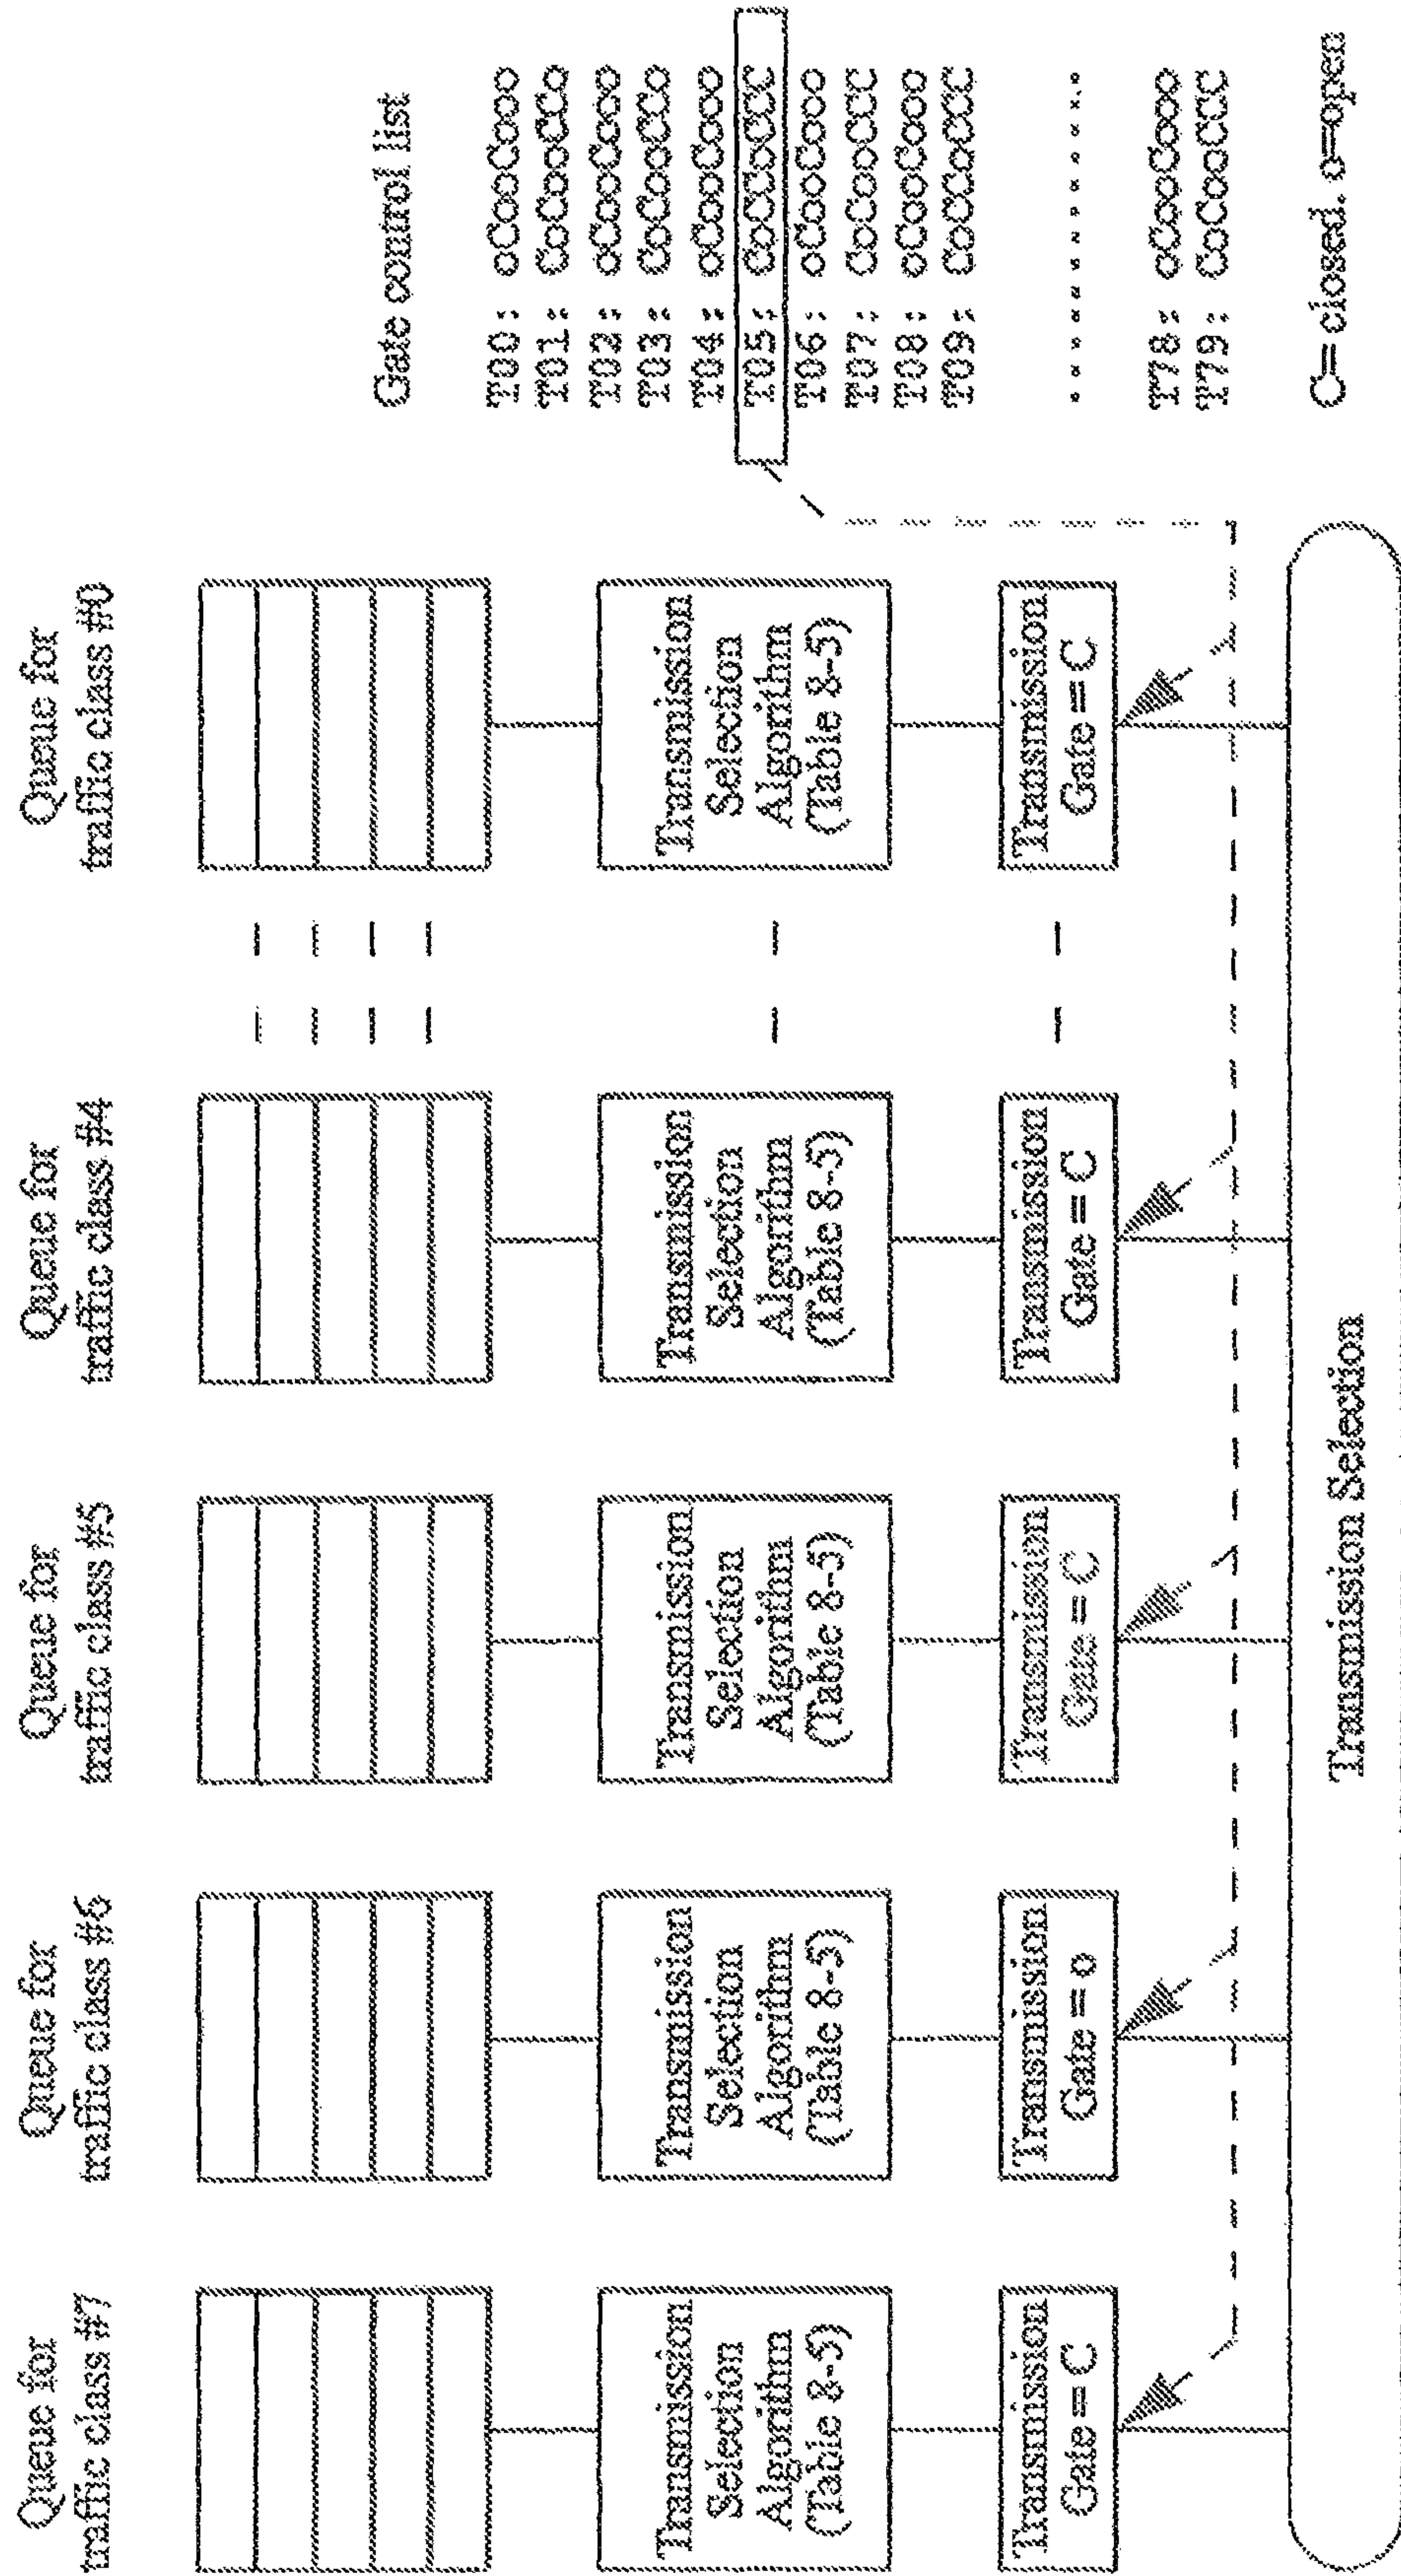 Queue for
traffic class #7
Queue for
traffic class #6
Queue for
traffic class #5
Queue for
traffic class #4
Queue for
traffic class #0
Transmission
Selection
Algorithm
(Table 8-5)
Transmission
Selection
Algorithm
(Table 8-5)
Transmission
Selection
Algorithm
(Table 8-5)
Transmission
Selection
Algorithm
(Table 8-5)
Transmission
Selection
Algorithm
(Table 8-5)
Transmission
Gate = C
Transmission
Gate = o
Transmission
Gate = C
Transmission
Gate = C
Transmission
Gate = C
Transmission Selection
Gate control list
T00: oCooCooo
T01: CoCooCCo
T02: oCooCooo
T03: CoCooCCo
T04: oCooCooo
T05: CoCCoCCC
T06: oCooCooo
T07: CoCooCCC
T08: oCooCooo
T09: CoCCoCCC
T78: oCooCooo
T79: CoCooCCC
C= closed. o=open